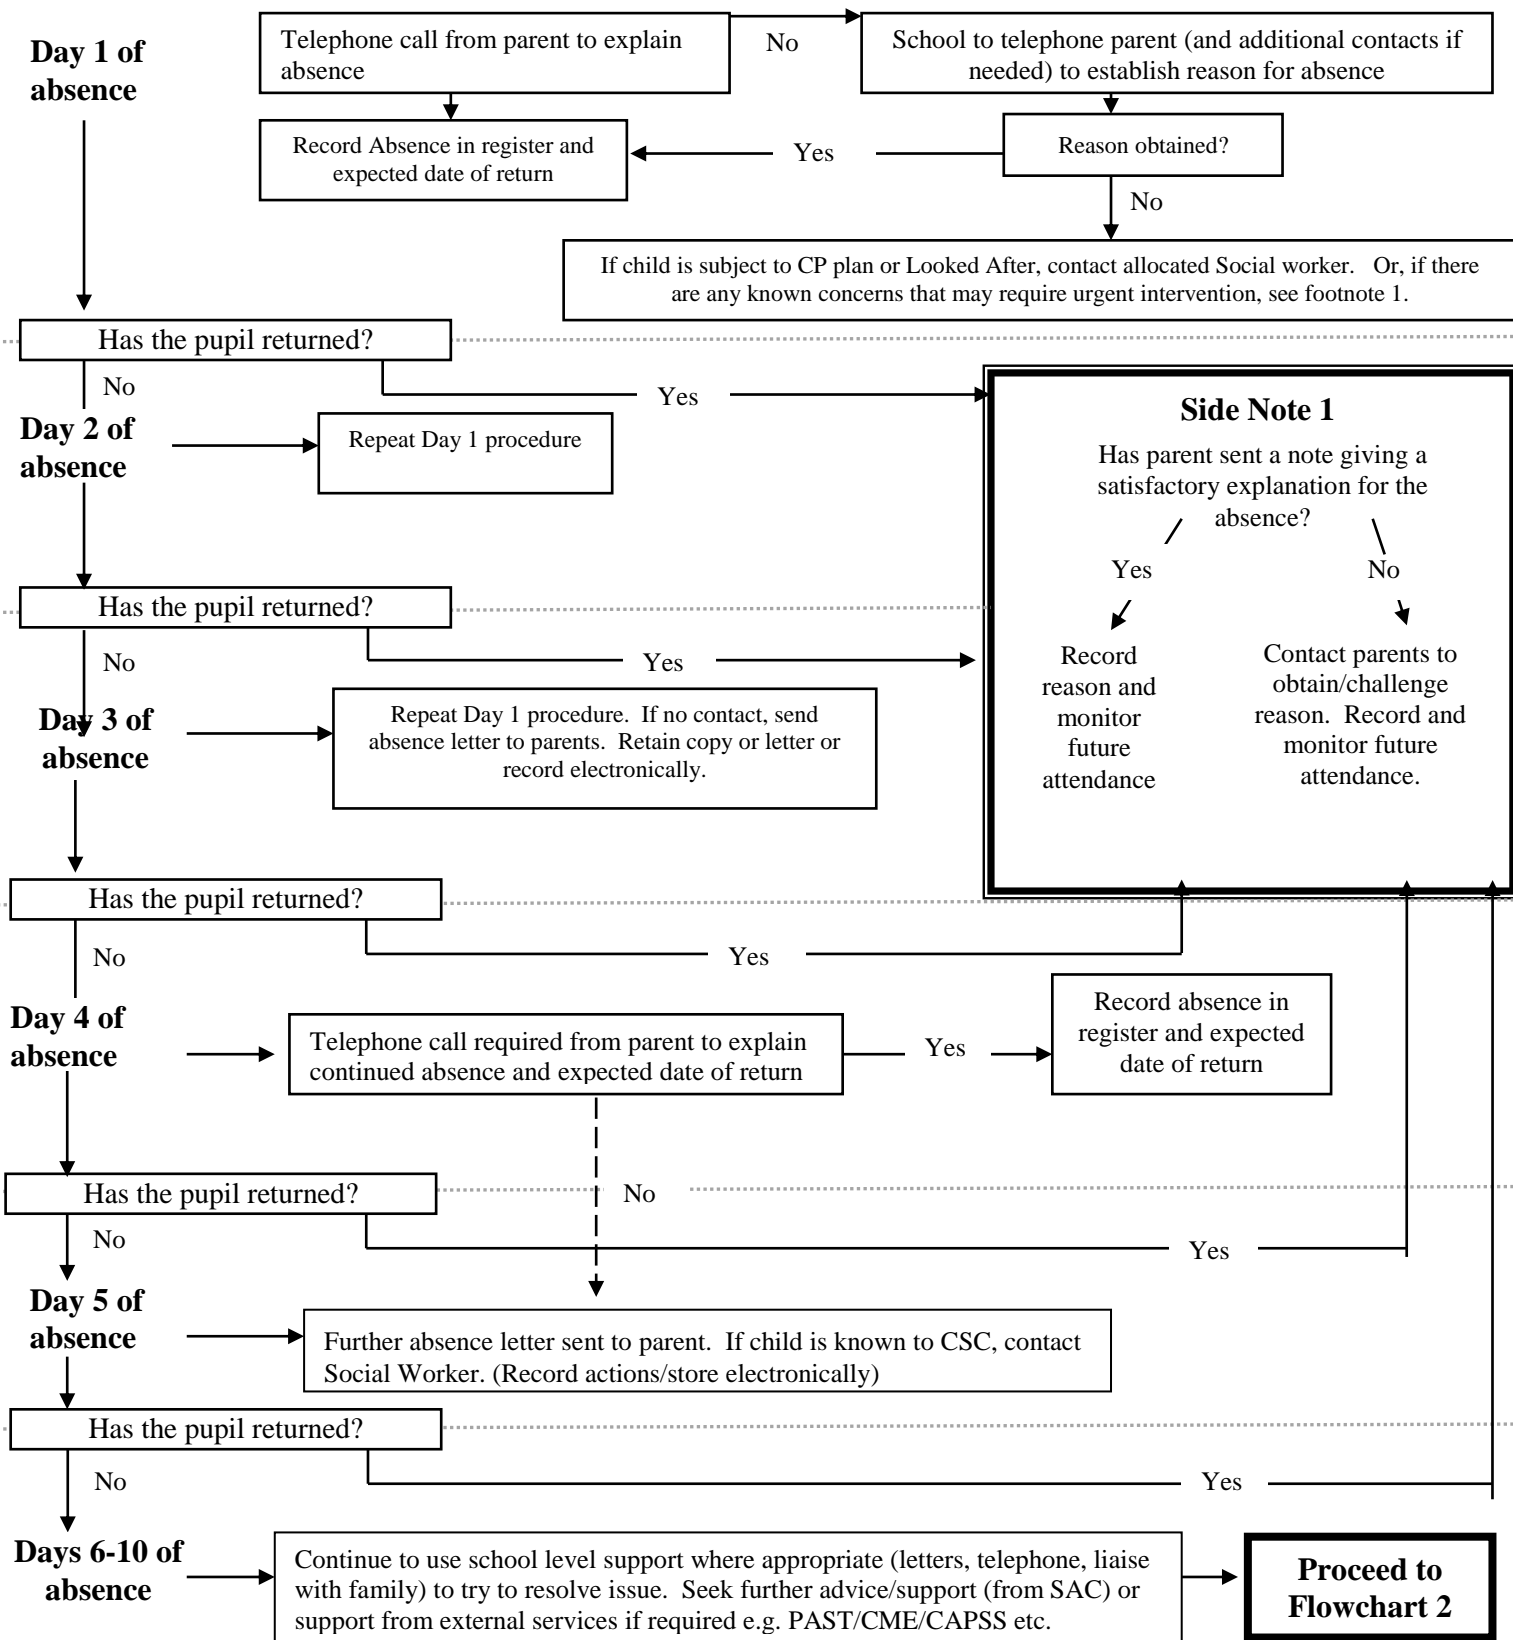 Day 1 of
absence
Telephone call from parent to explain
absence
No
School to telephone parent (and additional contacts if
needed) to establish reason for absence
Record Absence in register and
expected date of return
Yes
Reason obtained?
No
If child is subject to CP plan or Looked After, contact allocated Social worker. Or, if there
are any known concerns that may require urgent intervention, see footnote 1.
Has the pupil returned?
No
Yes
Day 2 of
absence
Repeat Day 1 procedure
Side Note 1
Has parent sent a note giving a
satisfactory explanation for the
absence?
Yes
No
Record
reason and
monitor
future
attendance
Contact parents to
obtain/challenge
reason. Record and
monitor future
attendance.
Has the pupil returned?
No
Yes
Day 3 of
absence
Repeat Day 1 procedure. If no contact, send
absence letter to parents. Retain copy or letter or
record electronically.
Has the pupil returned?
No
Yes
Day 4 of
absence
Telephone call required from parent to explain
continued absence and expected date of return
Yes
Record absence in
register and expected
date of return
Has the pupil returned?
No
No
Yes
Day 5 of
absence
Further absence letter sent to parent. If child is known to CSC, contact
Social Worker. (Record actions/store electronically)
Has the pupil returned?
No
Yes
Days 6-10 of
absence
Continue to use school level support where appropriate (letters, telephone, liaise
with family) to try to resolve issue. Seek further advice/support (from SAC) or
support from external services if required e.g. PAST/CME/CAPSS etc.
Proceed to
Flowchart 2